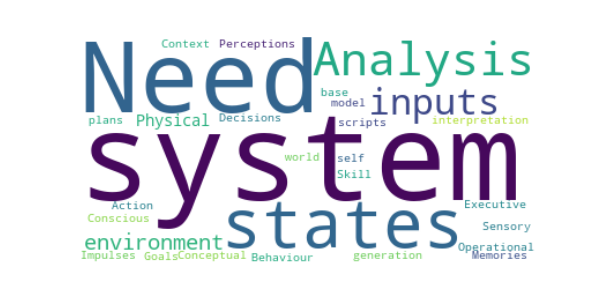 Context Perceptions
Need Analysis
base
model inputs
plans Physical Decisions scripts interpretation
system
world self
Skill
Action states Executive
Conscious
Sensory
environment Operational
Impulses Goals Conceptual Behaviour generation Memories